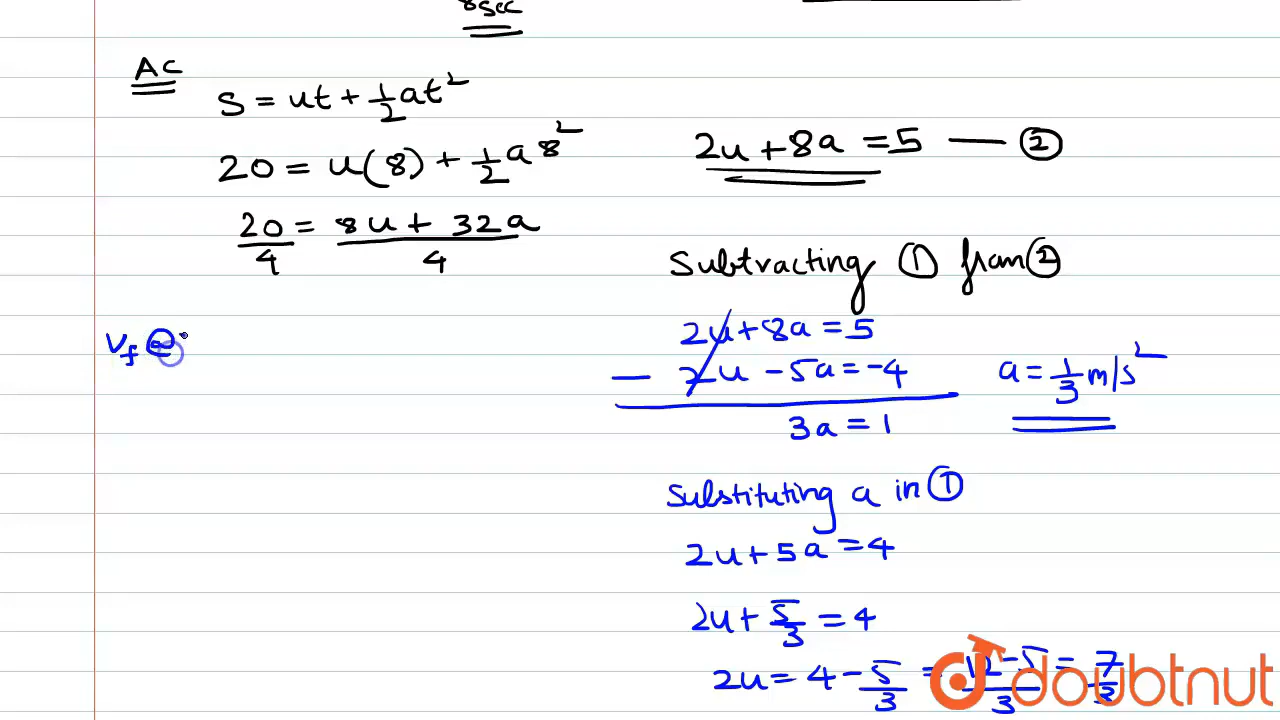 8sec
AC
S = ut + 1/2 at²
20 = u(8) + 1/2 a 8²
20/4 = 8u + 32a/4
Vf @
2u + 8a = 5 — ②
Subtracting ① from ②
2u + 8a = 5
— 2u - 5a = -4
3a = 1
a = 1/3 m/s²
Substituting a in ①
2u + 5a = 4
2u + 5/3 = 4
2u = 4 - 5/3 = 12-5/3 = 7/3
doubtnut